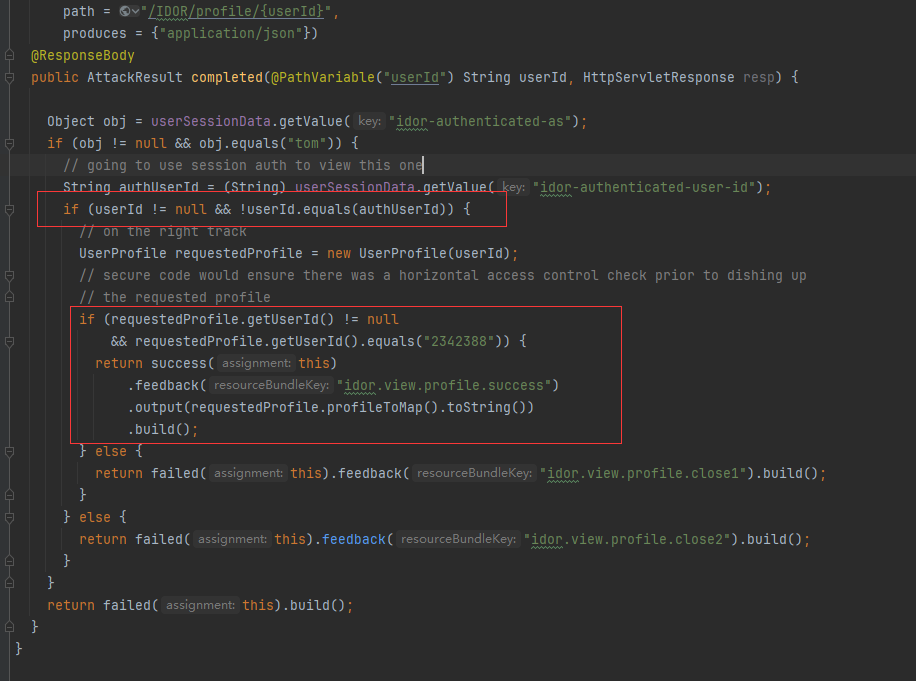 path = "/IDOR/profile/{userId}",
produces = {"application/json"})
@ResponseBody
public AttackResult completed(@PathVariable("userId") String userId, HttpServletResponse resp) {
Object obj = userSessionData.getValue( key: "idor-authenticated-as");
if (obj != null && obj.equals("tom")) {
// going to use session auth to view this one
String authUserId = (String) userSessionData.getValue( key: "idor-authenticated-user-id");
if (userId != null && !userId.equals(authUserId)) {
// on the right track
UserProfile requestedProfile = new UserProfile(userId);
// secure code would ensure there was a horizontal access control check prior to dishing up
// the requested profile
if (requestedProfile.getUserId() != null
&& requestedProfile.getUserId().equals("2342388")) {
return success( assignment: this)
.feedback( resourceBundleKey: "idor.view.profile.success")
.output(requestedProfile.profileToMap().toString())
.build();
} else {
return failed( assignment: this).feedback( resourceBundleKey: "idor.view.profile.close1").build();
}
} else {
return failed( assignment: this).feedback( resourceBundleKey: "idor.view.profile.close2").build();
}
}
return failed( assignment: this).build();
}
}